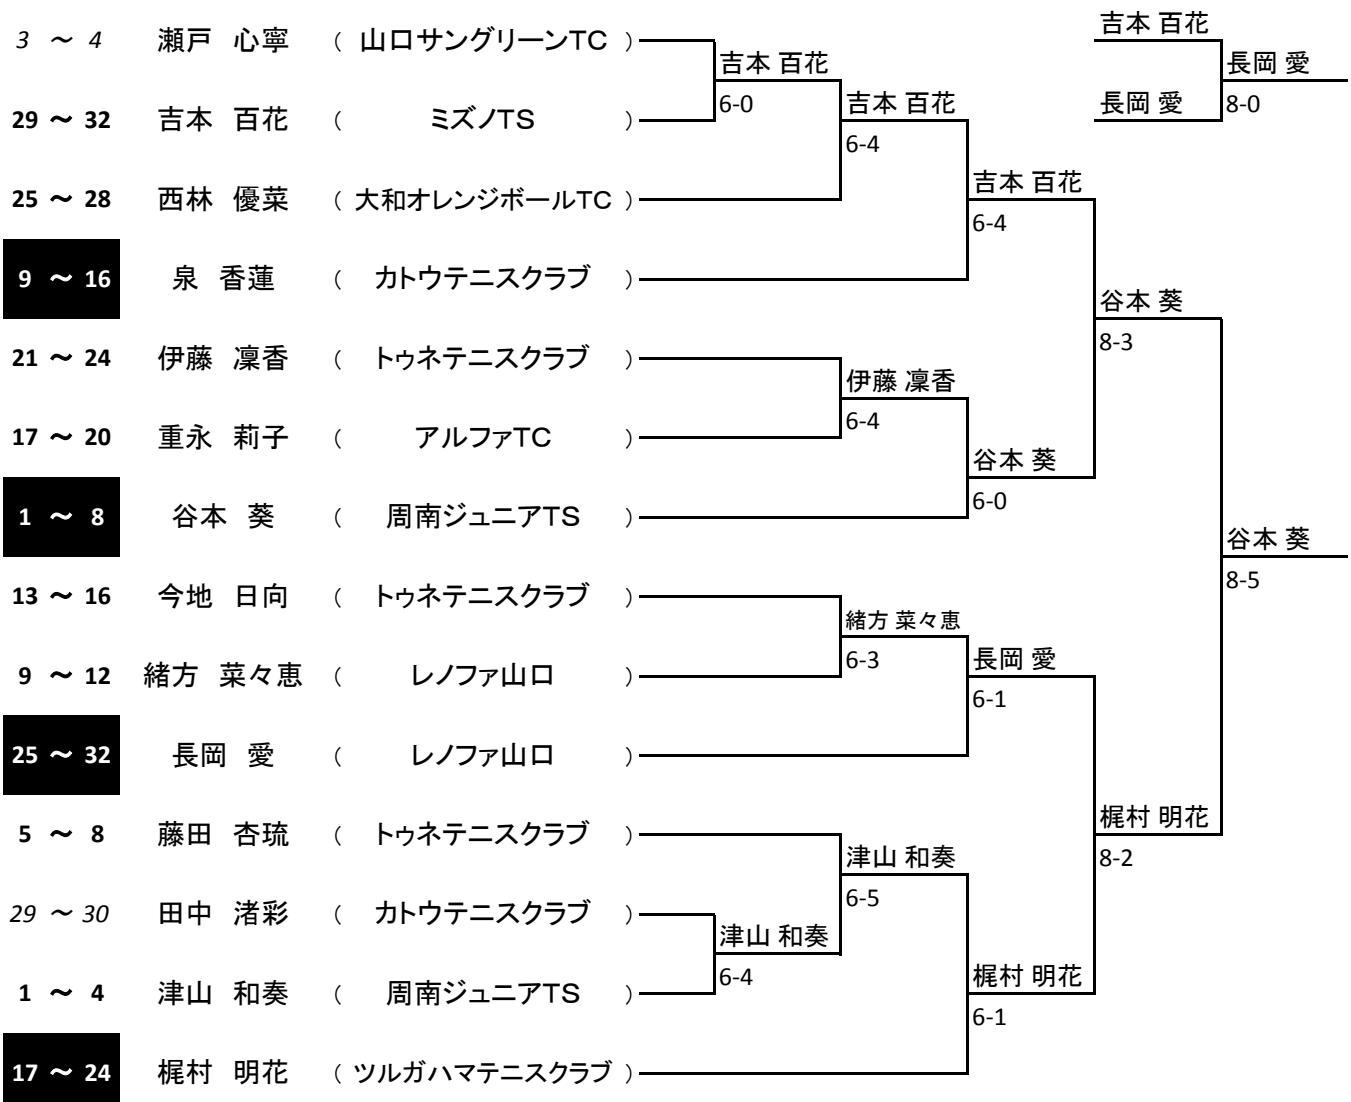 3 ～ 4 瀬戸 心寧 ( 山口サングリーンTC )
29 ～ 32 吉本 百花 ( ミズノTS )
25 ～ 28 西林 優菜 ( 大和オレンジボールTC )
9 ～ 16 泉 香蓮 ( カトウテニスクラブ )
21 ～ 24 伊藤 凜香 ( トゥネテニスクラブ )
17 ～ 20 重永 莉子 ( アルファTC )
1 ～ 8 谷本 葵 ( 周南ジュニアTS )
13 ～ 16 今地 日向 ( トゥネテニスクラブ )
9 ～ 12 緒方 菜々恵 ( レノファ山口 )
25 ～ 32 長岡 愛 ( レノファ山口 )
5 ～ 8 藤田 杏琉 ( トゥネテニスクラブ )
29 ～ 30 田中 渚彩 ( カトウテニスクラブ )
1 ～ 4 津山 和奏 ( 周南ジュニアTS )
17 ～ 24 梶村 明花 ( ツルガハマテニスクラブ )
吉本 百花
6-0
津山 和奏
6-4
吉本 百花
6-4
伊藤 凜香
6-4
緒方 菜々恵
6-3
津山 和奏
6-5
吉本 百花
6-4
谷本 葵
6-0
長岡 愛
6-1
梶村 明花
6-1
谷本 葵
8-3
梶村 明花
8-2
谷本 葵
8-5
吉本 百花
長岡 愛
長岡 愛
8-0